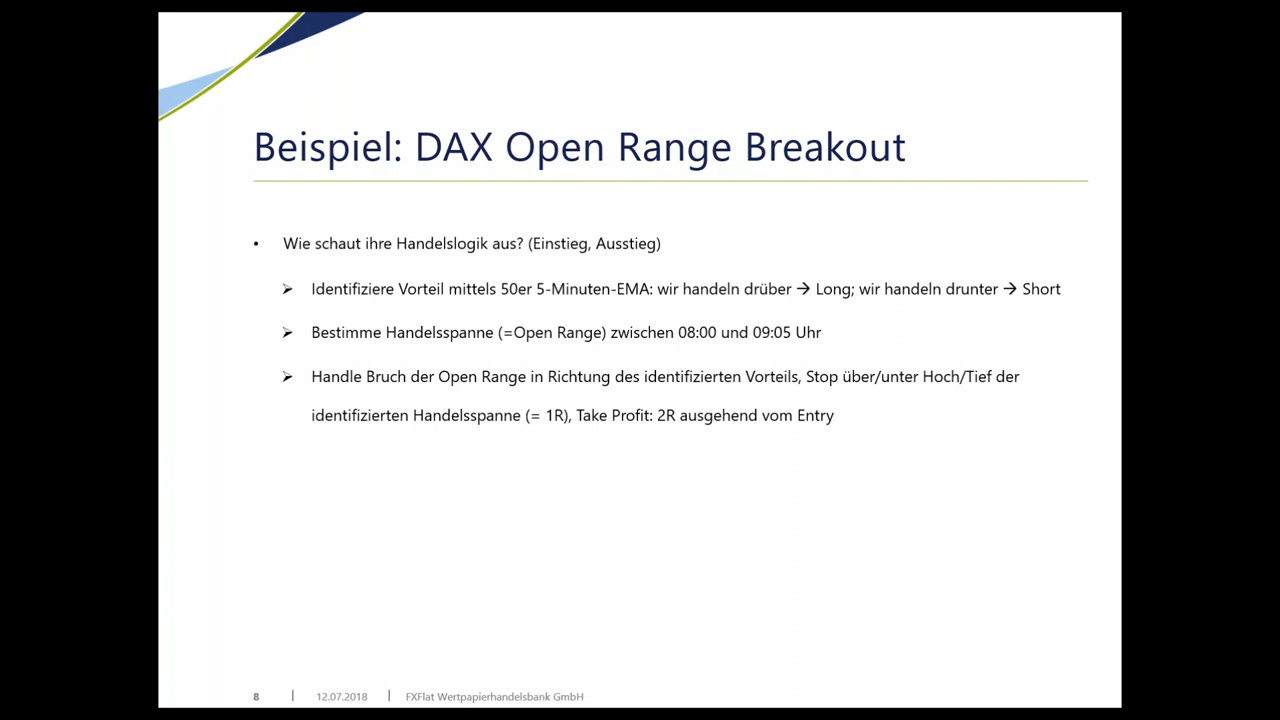 Beispiel: DAX Open Range Breakout
• Wie schaut ihre Handelslogik aus? (Einstieg, Ausstieg)
➢ Identifiziere Vorteil mittels 50er 5-Minuten-EMA: wir handeln drüber → Long; wir handeln drunter → Short
➢ Bestimme Handelsspanne (=Open Range) zwischen 08:00 und 09:05 Uhr
➢ Handle Bruch der Open Range in Richtung des identifizierten Vorteils, Stop über/unter Hoch/Tief der
identifizierten Handelsspanne (= 1R), Take Profit: 2R ausgehend vom Entry
8 | 12.07.2018 | FXFlat Wertpapierhandelsbank GmbH